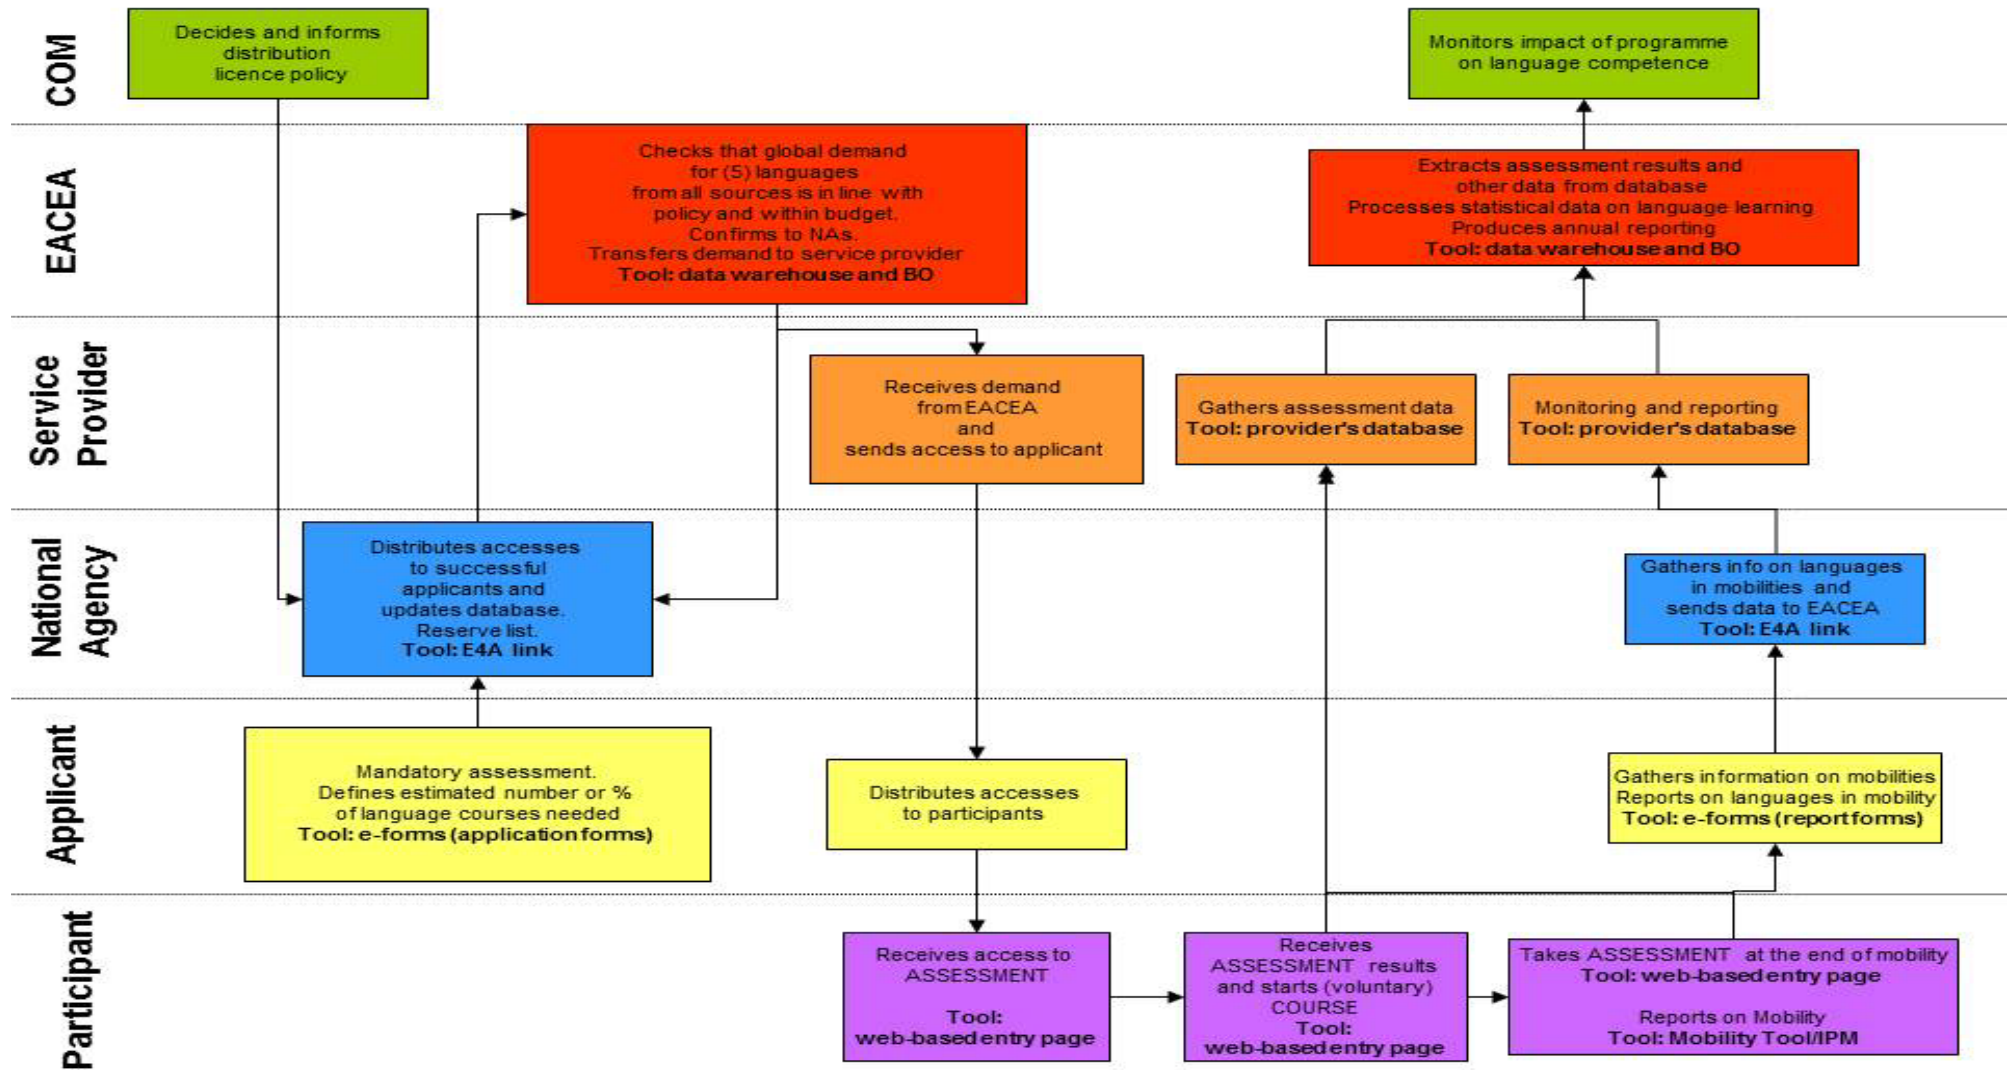 COM
Decides and informs
distribution
licence policy
Monitors impact of programme
on language competence
EACEA
Checks that global demand
for (5) languages
from all sources is in line with
policy and within budget.
Confirms to NAs.
Transfers demand to service provider
Tool: data warehouse and BO
Extracts assessment results and
other data from database
Processes statistical data on language learning
Produces annual reporting
Tool: data warehouse and BO
Service
Provider
Receives demand
from EACEA
and
sends access to applicant
Gathers assessment data
Tool: provider's database
Monitoring and reporting
Tool: provider's database
National
Agency
Distributes accesses
to successful
applicants and
updates database.
Reserve list.
Tool: E4A link
Gathers info on languages
in mobilities and
sends data to EACEA
Tool: E4A link
Applicant
Mandatory assessment.
Defines estimated number or %
of language courses needed
Tool: e-forms (application forms)
Distributes accesses
to participants
Gathers information on mobilities
Reports on languages in mobility
Tool: e-forms (report forms)
Participant
Receives access to
ASSESSMENT
Tool:
web-based entry page
Receives
ASSESSMENT results
and starts (voluntary)
COURSE
Tool:
web-based entry page
Takes ASSESSMENT at the end of mobility
Tool: web-based entry page
Reports on Mobility
Tool: Mobility Tool/IPM